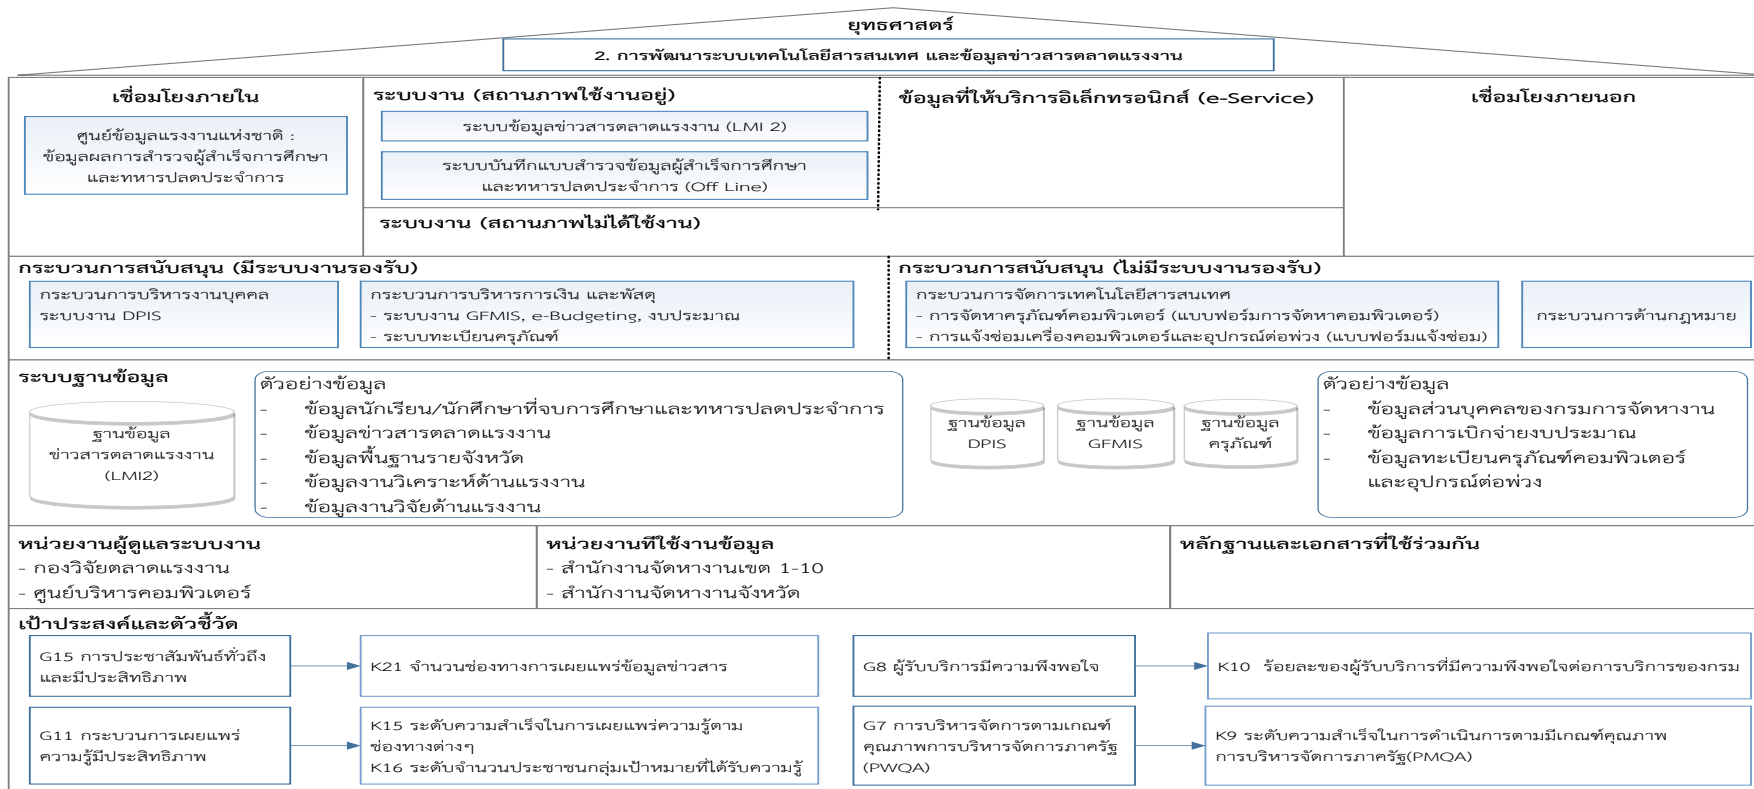 ยุทธศาสตร์
2. การพัฒนาระบบเทคโนโลยีสารสนเทศ และข้อมูลข่าวสารตลาดแรงงาน
เชื่อมโยงภายใน
ศูนย์ข้อมูลแรงงานแห่งชาติ :
ข้อมูลผลการสำรวจผู้สำเร็จการศึกษา
และทหารปลดประจำการ
ระบบงาน (สถานภาพใช้งานอยู่)
ระบบข้อมูลข่าวสารตลาดแรงงาน (LMI 2)
ระบบบันทึกแบบสำรวจข้อมูลผู้สำเร็จการศึกษา
และทหารปลดประจำการ (Off Line)
ข้อมูลที่ให้บริการอิเล็กทรอนิกส์ (e-Service)
เชื่อมโยงภายนอก
ระบบงาน (สถานภาพไม่ได้ใช้งาน)
กระบวนการสนับสนุน (มีระบบงานรองรับ)
กระบวนการบริหารงานบุคคล
ระบบงาน DPIS
กระบวนการบริหารการเงิน และพัสดุ
- ระบบงาน GFMIS, e-Budgeting, งบประมาณ
- ระบบทะเบียนครุภัณฑ์
กระบวนการสนับสนุน (ไม่มีระบบงานรองรับ)
กระบวนการจัดการเทคโนโลยีสารสนเทศ
- การจัดหาครุภัณฑ์คอมพิวเตอร์ (แบบฟอร์มการจัดหาคอมพิวเตอร์)
- การแจ้งซ่อมเครื่องคอมพิวเตอร์และอุปกรณ์ต่อพ่วง (แบบฟอร์มแจ้งซ่อม)
กระบวนการด้านกฎหมาย
ระบบฐานข้อมูล
ฐานข้อมูล
ข่าวสารตลาดแรงงาน
(LMI2)
ตัวอย่างข้อมูล
- ข้อมูลนักเรียน/นักศึกษาที่จบการศึกษาและทหารปลดประจำการ
- ข้อมูลข่าวสารตลาดแรงงาน
- ข้อมูลพื้นฐานรายจังหวัด
- ข้อมูลงานวิเคราะห์ด้านแรงงาน
- ข้อมูลงานวิจัยด้านแรงงาน
ฐานข้อมูล
DPIS
ฐานข้อมูล
GFMIS
ฐานข้อมูล
ครุภัณฑ์
ตัวอย่างข้อมูล
- ข้อมูลส่วนบุคคลของกรมการจัดหางาน
- ข้อมูลการเบิกจ่ายงบประมาณ
- ข้อมูลทะเบียนครุภัณฑ์คอมพิวเตอร์
และอุปกรณ์ต่อพ่วง
หน่วยงานผู้ดูแลระบบงาน
- กองวิจัยตลาดแรงงาน
- ศูนย์บริหารคอมพิวเตอร์
หน่วยงานที่ใช้งานข้อมูล
- สำนักงานจัดหางานเขต 1-10
- สำนักงานจัดหางานจังหวัด
หลักฐานและเอกสารที่ใช้ร่วมกัน
เป้าประสงค์และตัวชี้วัด
G15 การประชาสัมพันธ์ทั่วถึง
และมีประสิทธิภาพ
K21 จำนวนช่องทางการเผยแพร่ข้อมูลข่าวสาร
G8 ผู้รับบริการมีความพึงพอใจ
K10 ร้อยละของผู้รับบริการที่มีความพึงพอใจต่อการบริการของกรม
G11 กระบวนการเผยแพร่
ความรู้มีประสิทธิภาพ
K15 ระดับความสำเร็จในการเผยแพร่ความรู้ตาม
ช่องทางต่างๆ
K16 ระดับจำนวนประชาชนกลุ่มเป้าหมายที่ได้รับความรู้
G7 การบริหารจัดการตามเกณฑ์
คุณภาพการบริหารจัดการภาครัฐ
(PWQA)
K9 ระดับความสำเร็จในการดำเนินการตามมีเกณฑ์คุณภาพ
การบริหารจัดการภาครัฐ(PMQA)